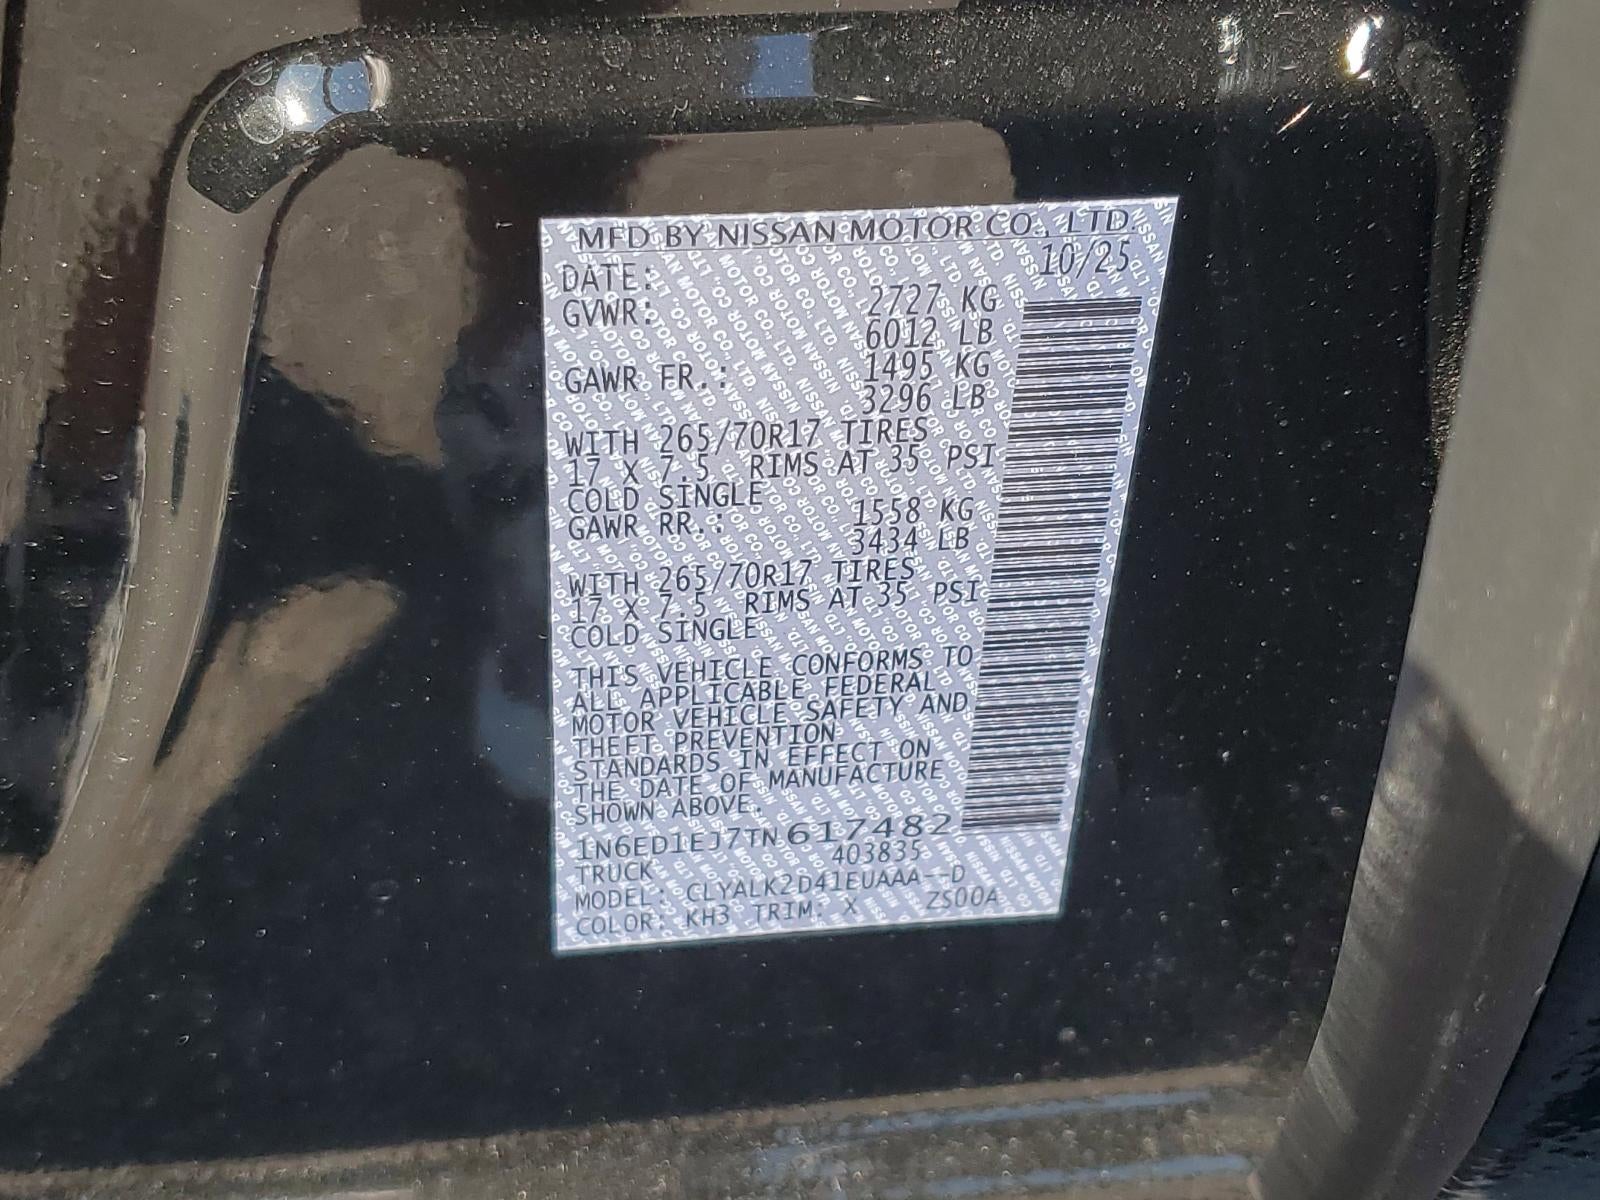 MFD BY NISSAN MOTOR CO., LTD.
DATE: 10/25
GVWR: 2727 KG
6012 LB
GAWR FR.: 1495 KG
3296 LB
WITH 265/70R17 TIRES
17 X 7.5 RIMS AT 35 PSI
COLD SINGLE
GAWR RR.: 1558 KG
3434 LB
WITH 265/70R17 TIRES
17 X 7.5 RIMS AT 35 PSI
COLD SINGLE
THIS VEHICLE CONFORMS TO
ALL APPLICABLE FEDERAL
MOTOR VEHICLE SAFETY AND
THEFT PREVENTION
STANDARDS IN EFFECT ON
THE DATE OF MANUFACTURE
SHOWN ABOVE.
1N6ED1EJ7TN617482
TRUCK 403835
MODEL: CLYALK2D41EUAAA--D
COLOR: KH3 TRIM: X ZS00A